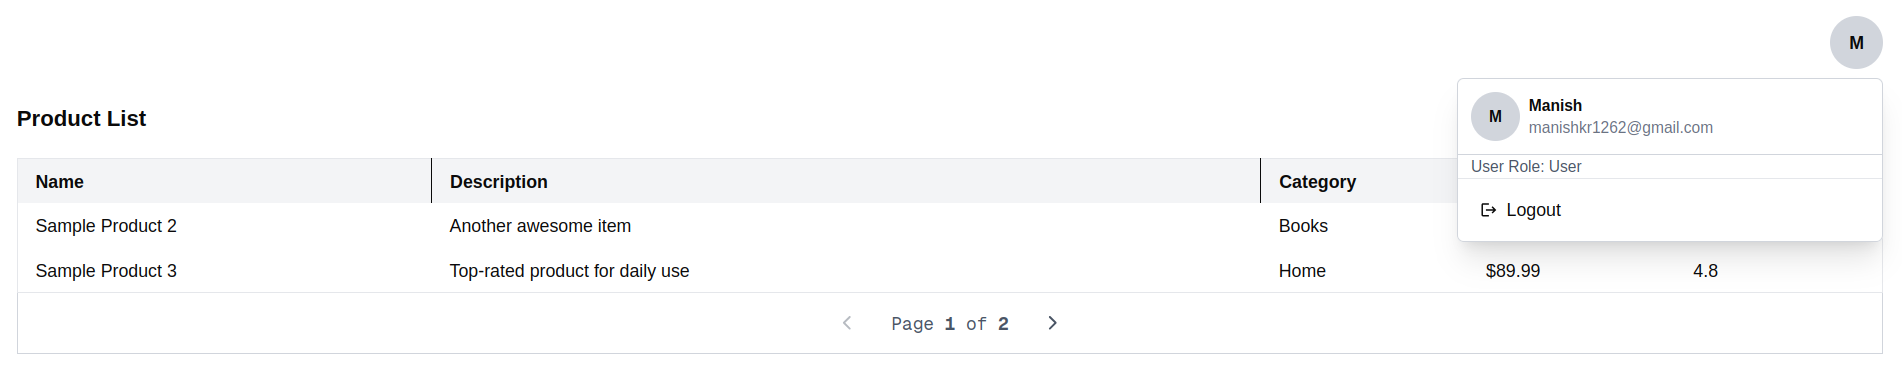 M
M
Manish
manishkr1262@gmail.com
Product List
User Role: User
Name Description Category
Logout
Sample Product 2 Another awesome item Books
Sample Product 3 Top-rated product for daily use Home $89.99 4.8
Page 1 of 2